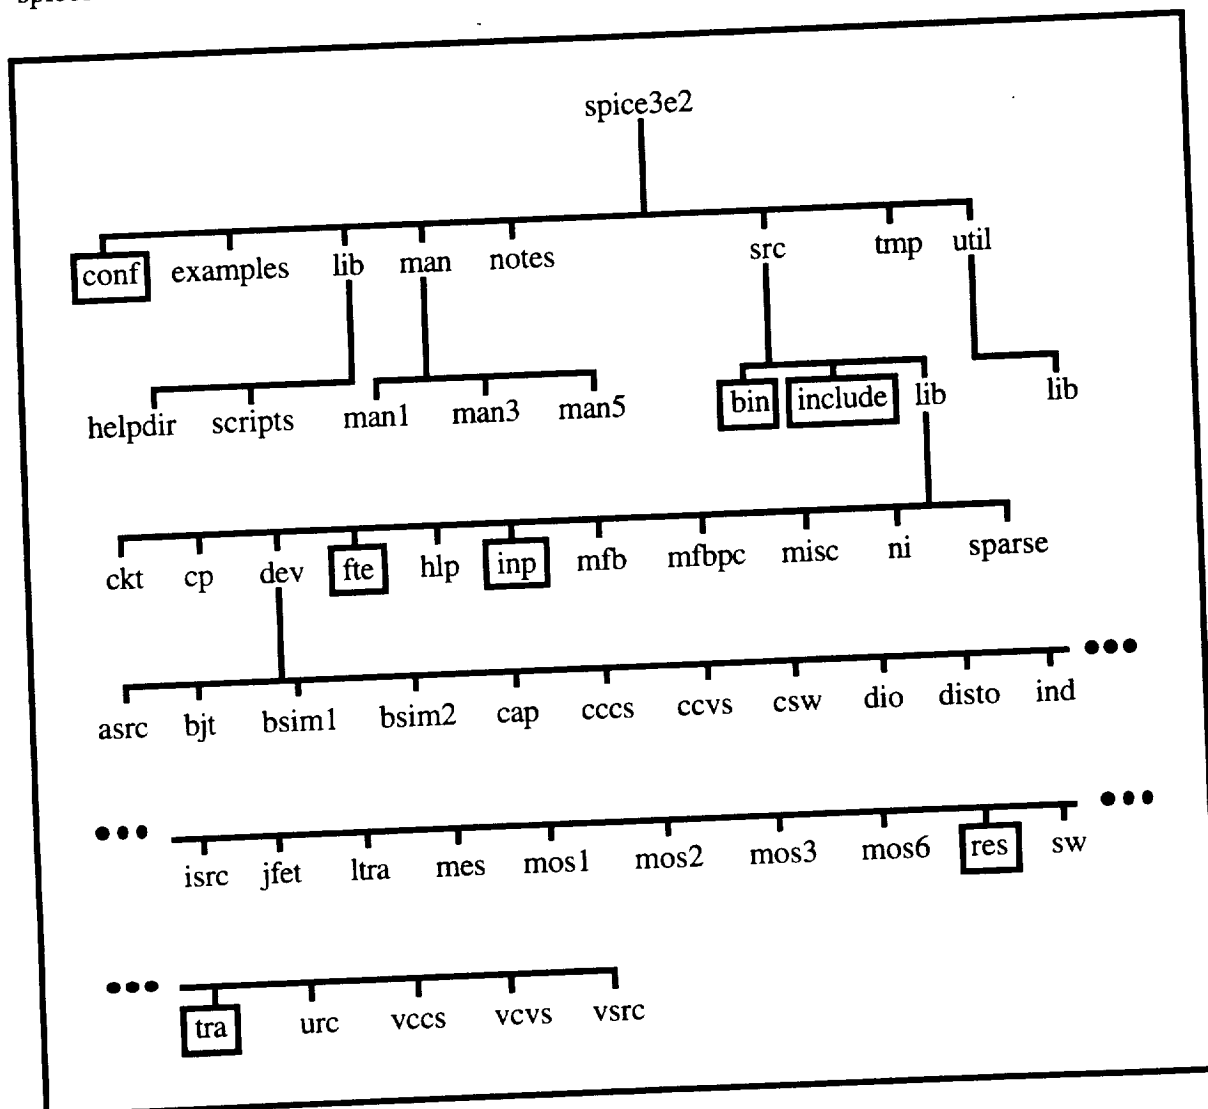 spice3e2
conf examples lib man notes src tmp util
helpdir scripts man1 man3 man5 bin include lib lib
ckt cp dev fte hlp inp mfb mfbpc misc ni sparse
asrc bjt bsim1 bsim2 cap cccs ccvs csw dio disto ind •••
••• isrc jfet ltra mes mos1 mos2 mos3 mos6 res sw •••
••• tra urc vccs vcvs vsrc